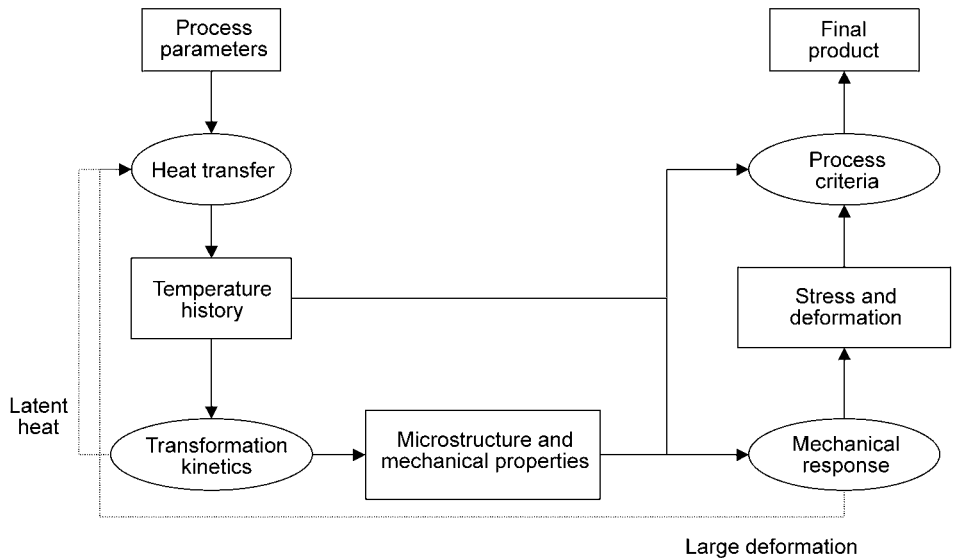 Process
parameters
Final
product
Heat transfer
Process
criteria
Temperature
history
Stress and
deformation
Latent
heat
Transformation
kinetics
Microstructure and
mechanical properties
Mechanical
response
Large deformation